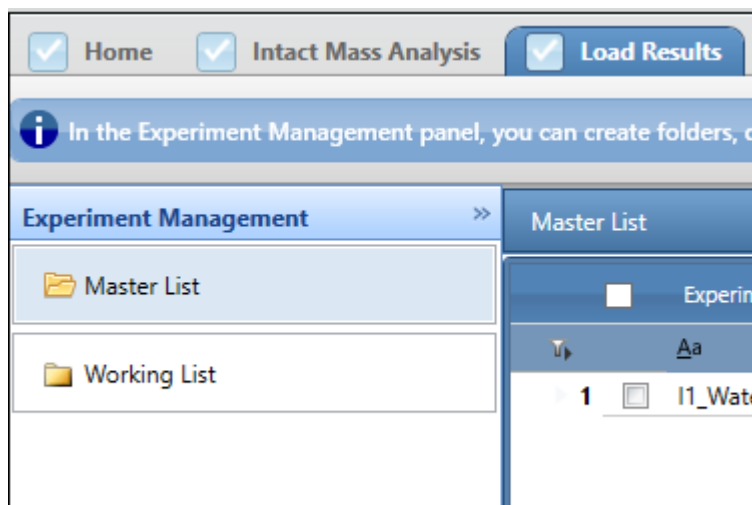 Home
Intact Mass Analysis
Load Results
In the Experiment Management panel, you can create folders,
Experiment Management
Master List
Working List
Master List
Aa
1